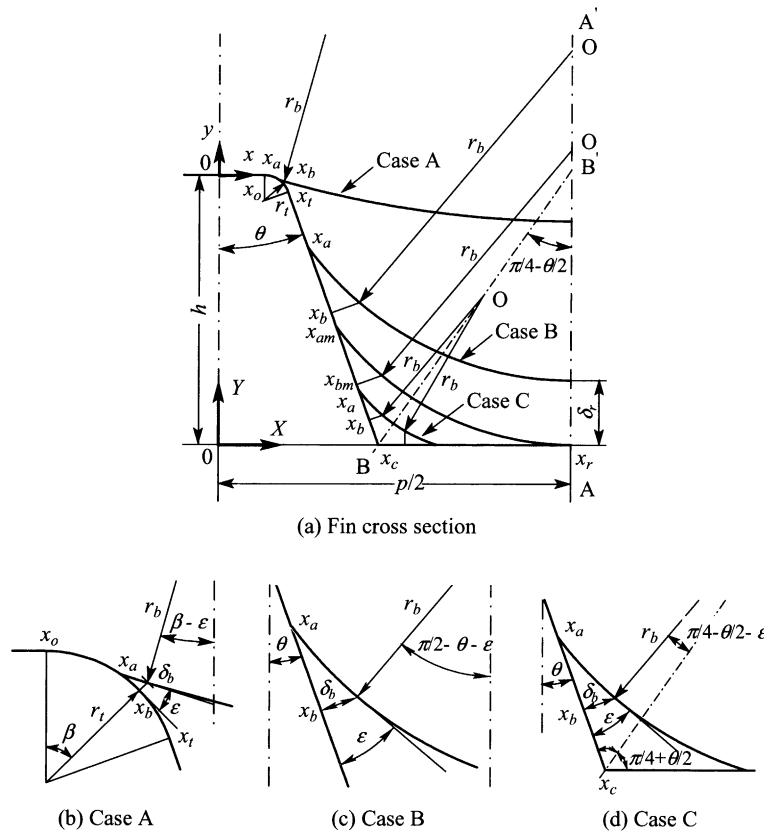 A'
O
r_b
r_b
O
B'
y
0
x
x_a
x_b
Case A
x_o
r_t
x_t
θ
x_a
r_b
π/4-θ/2
h
O
x_b
x_am
Case B
r_b
r_b
x_bm
Y
x_a
Case C
δ_r
x_b
X
0
B
x_c
x_r
p/2
A
(a) Fin cross section
r_b
β - ε
x_o
x_a
δ_b
r_t
x_b
ε
x_t
β
(b) Case A
x_a
r_b
θ
π/2- θ - ε
δ_b
x_b
ε
(c) Case B
x_a
r_b
π/4-θ/2- ε
θ
δ_b
x_b
ε
π/4+θ/2
x_c
(d) Case C